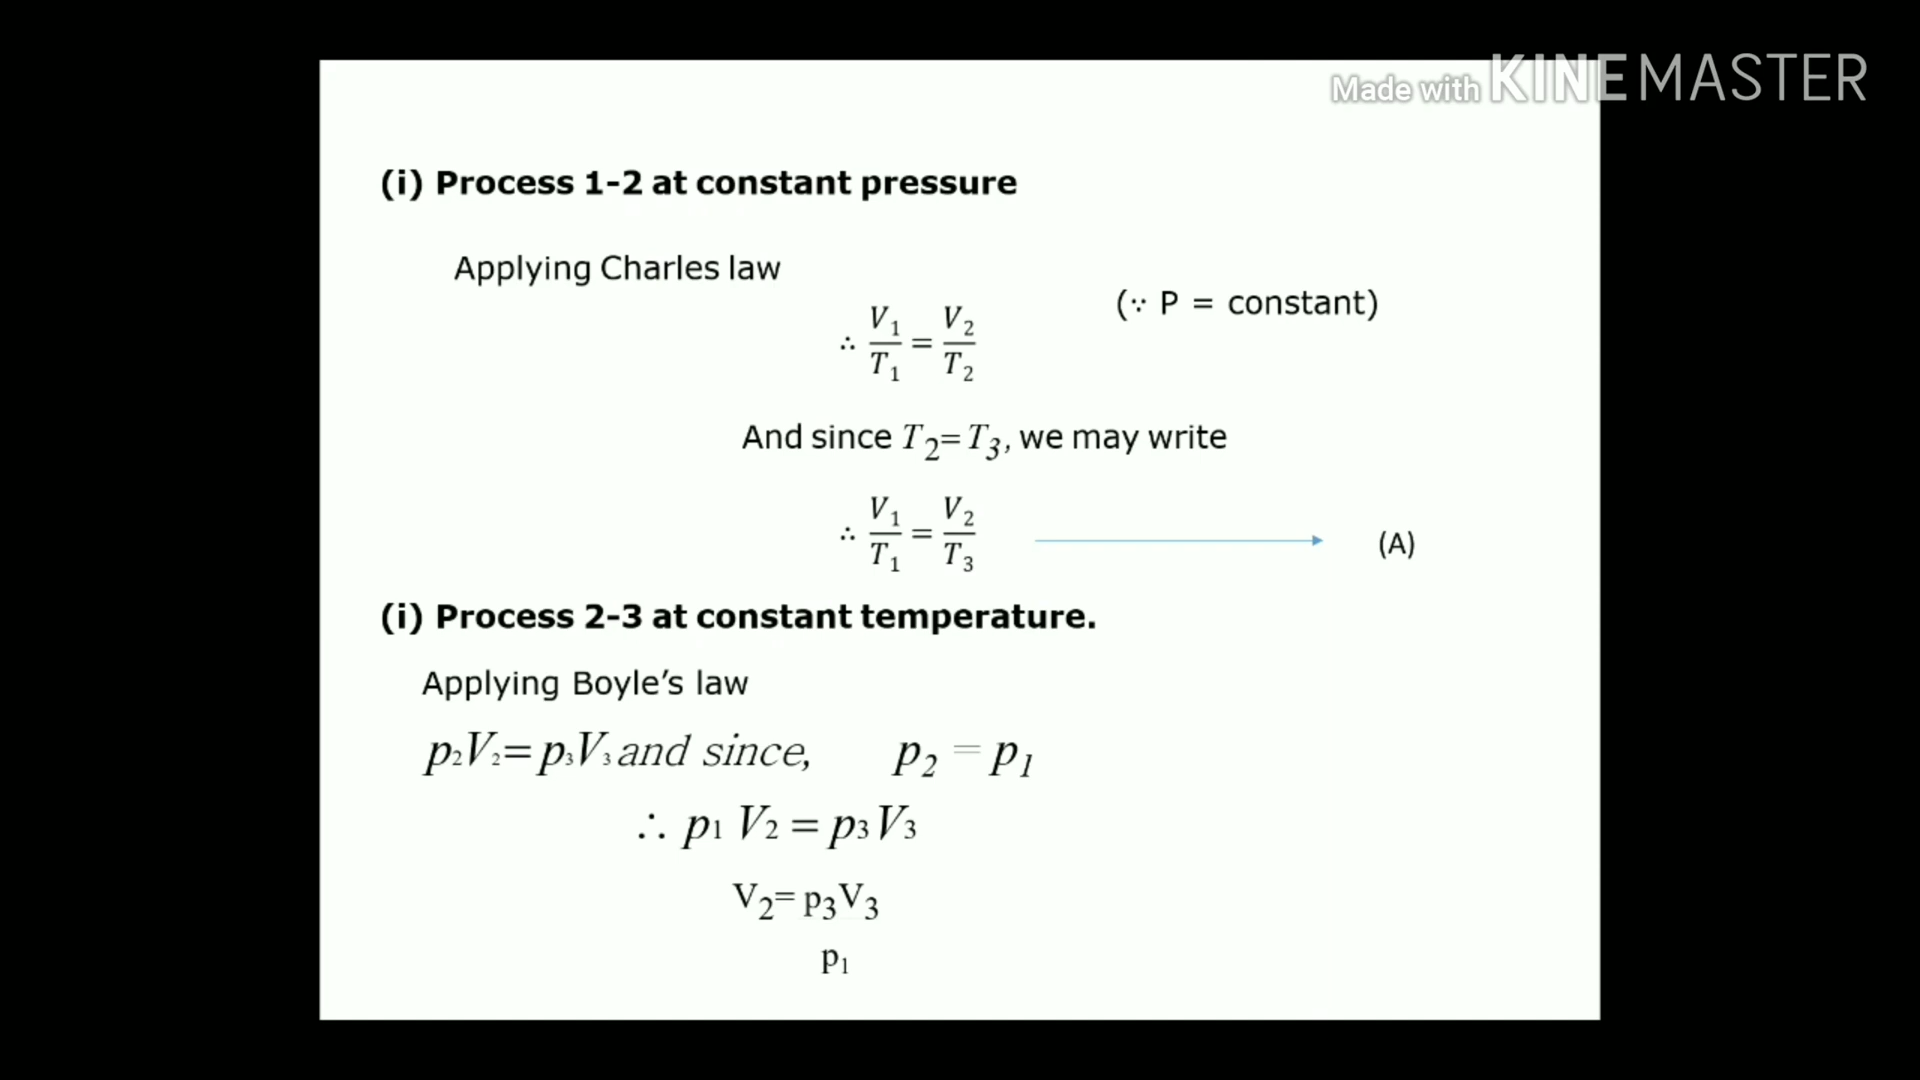 Made with KINEMASTER
(i) Process 1-2 at constant pressure
Applying Charles law
(∵ P = constant)
∴ V₁/T₁ = V₂/T₂
And since T₂= T₃, we may write
∴ V₁/T₁ = V₂/T₃ → (A)
(i) Process 2-3 at constant temperature.
Applying Boyle’s law
p₂V₂= p₃V₃ and since, p₂ = p₁
∴ p₁ V₂ = p₃ V₃
V₂= p₃V₃
p₁